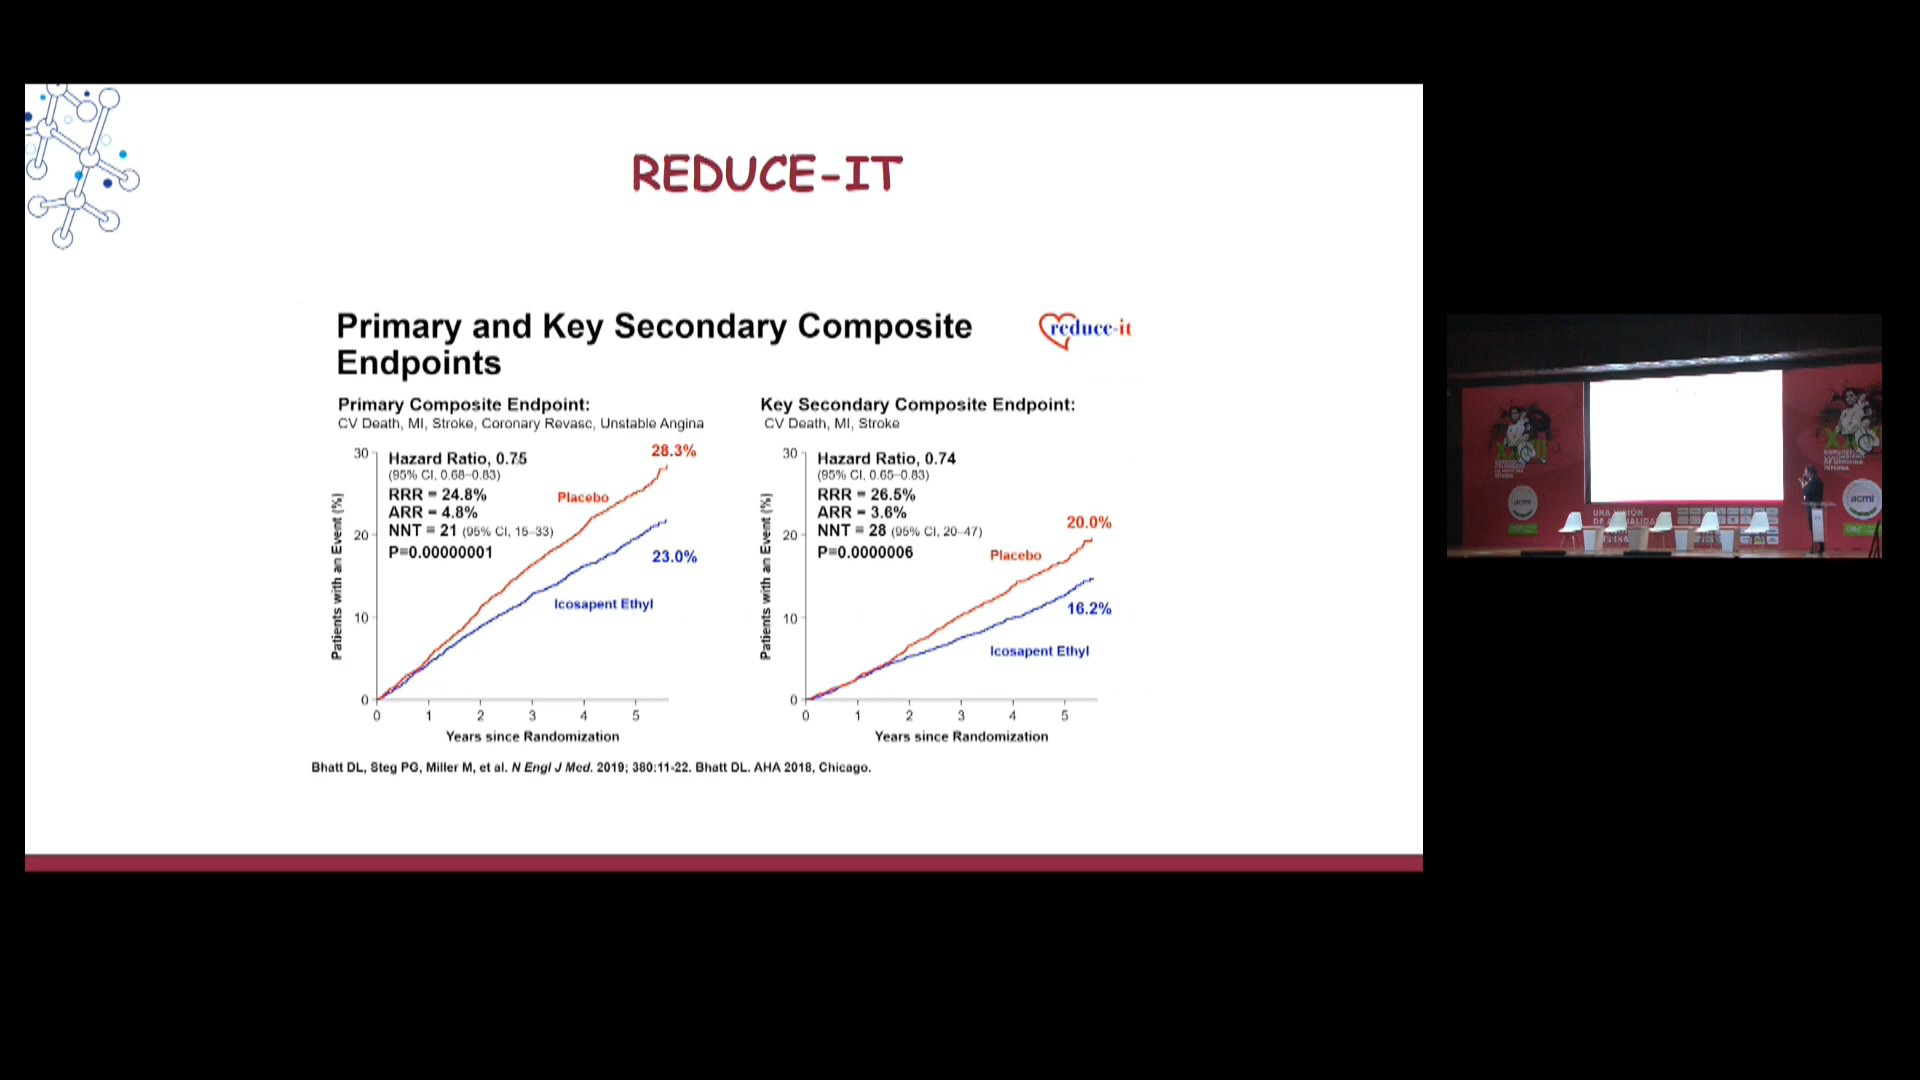 REDUCE-IT
Primary and Key Secondary Composite
Endpoints
reduce-it
Primary Composite Endpoint:
CV Death, MI, Stroke, Coronary Revasc, Unstable Angina
30
20
10
0
Patients with an Event (%)
Hazard Ratio, 0.75
(95% CI, 0.68–0.83)
RRR = 24.8%
ARR = 4.8%
NNT = 21 (95% CI, 15–33)
P=0.00000001
28.3%
Placebo
23.0%
Icosapent Ethyl
0 1 2 3 4 5
Years since Randomization
Key Secondary Composite Endpoint:
CV Death, MI, Stroke
30
20
10
0
Patients with an Event (%)
Hazard Ratio, 0.74
(95% CI, 0.65–0.83)
RRR = 26.5%
ARR = 3.6%
NNT = 28 (95% CI, 20–47)
P=0.0000006
20.0%
Placebo
16.2%
Icosapent Ethyl
0 1 2 3 4 5
Years since Randomization
Bhatt DL, Steg PG, Miller M, et al. N Engl J Med. 2019; 380:11-22. Bhatt DL. AHA 2018, Chicago.
acmi
acmi